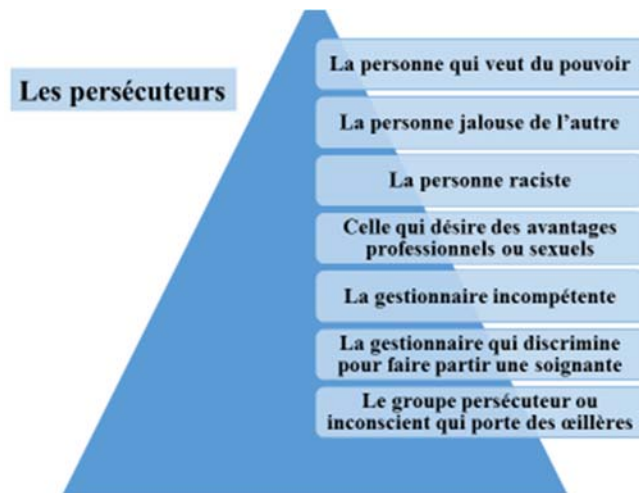 Les persécuteurs
La personne qui veut du pouvoir
La personne jalouse de l'autre
La personne raciste
Celle qui désire des avantages
professionnels ou sexuels
La gestionnaire incompétente
La gestionnaire qui discrimine
pour faire partir une soignante
Le groupe persécuteur ou
inconscient qui porte des œillères